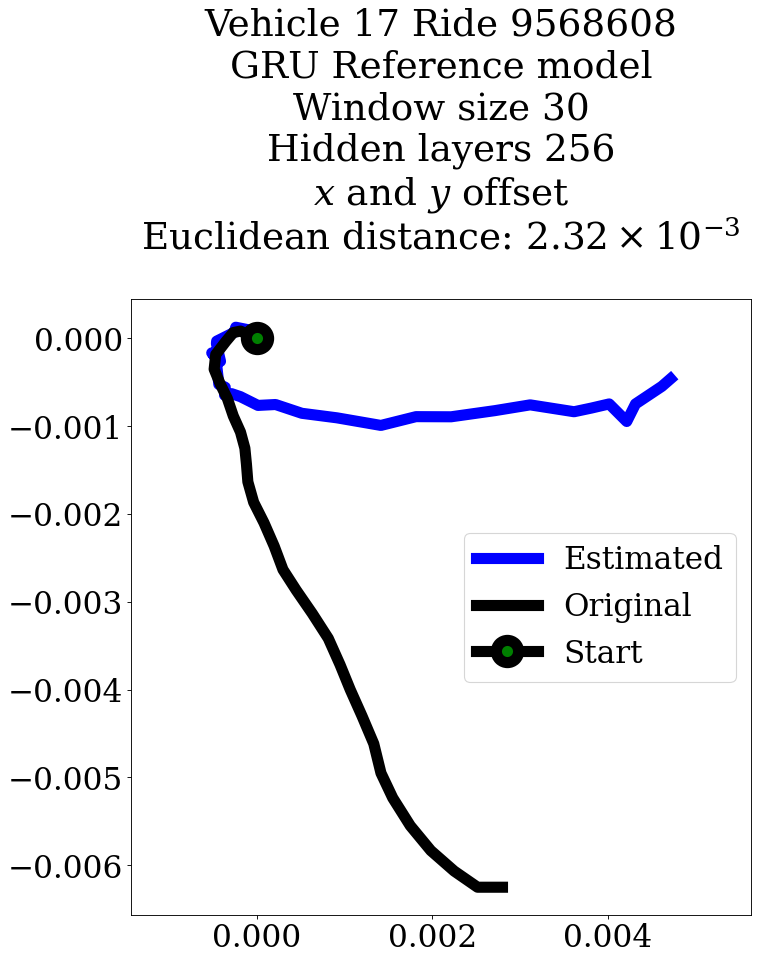 Vehicle 17 Ride 9568608
GRU Reference model
Window size 30
Hidden layers 256
x and y offset
Euclidean distance: 2.32 × 10⁻³
0.000
−0.001
−0.002
−0.003
−0.004
−0.005
−0.006
Estimated
Original
Start
0.000 0.002 0.004